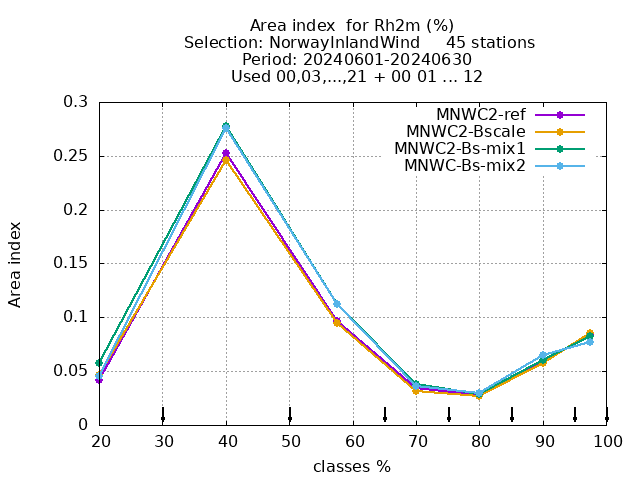 Area index  for Rh2m (%)
Selection: NorwayInlandWind     45 stations
Period: 20240601-20240630
Used 00,03,...,21 + 00 01 ... 12
MNWC2-ref
MNWC2-Bscale
MNWC2-Bs-mix1
MNWC-Bs-mix2
Area index
0.3
0.25
0.2
0.15
0.1
0.05
0
20 30 40 50 60 70 80 90 100
classes %